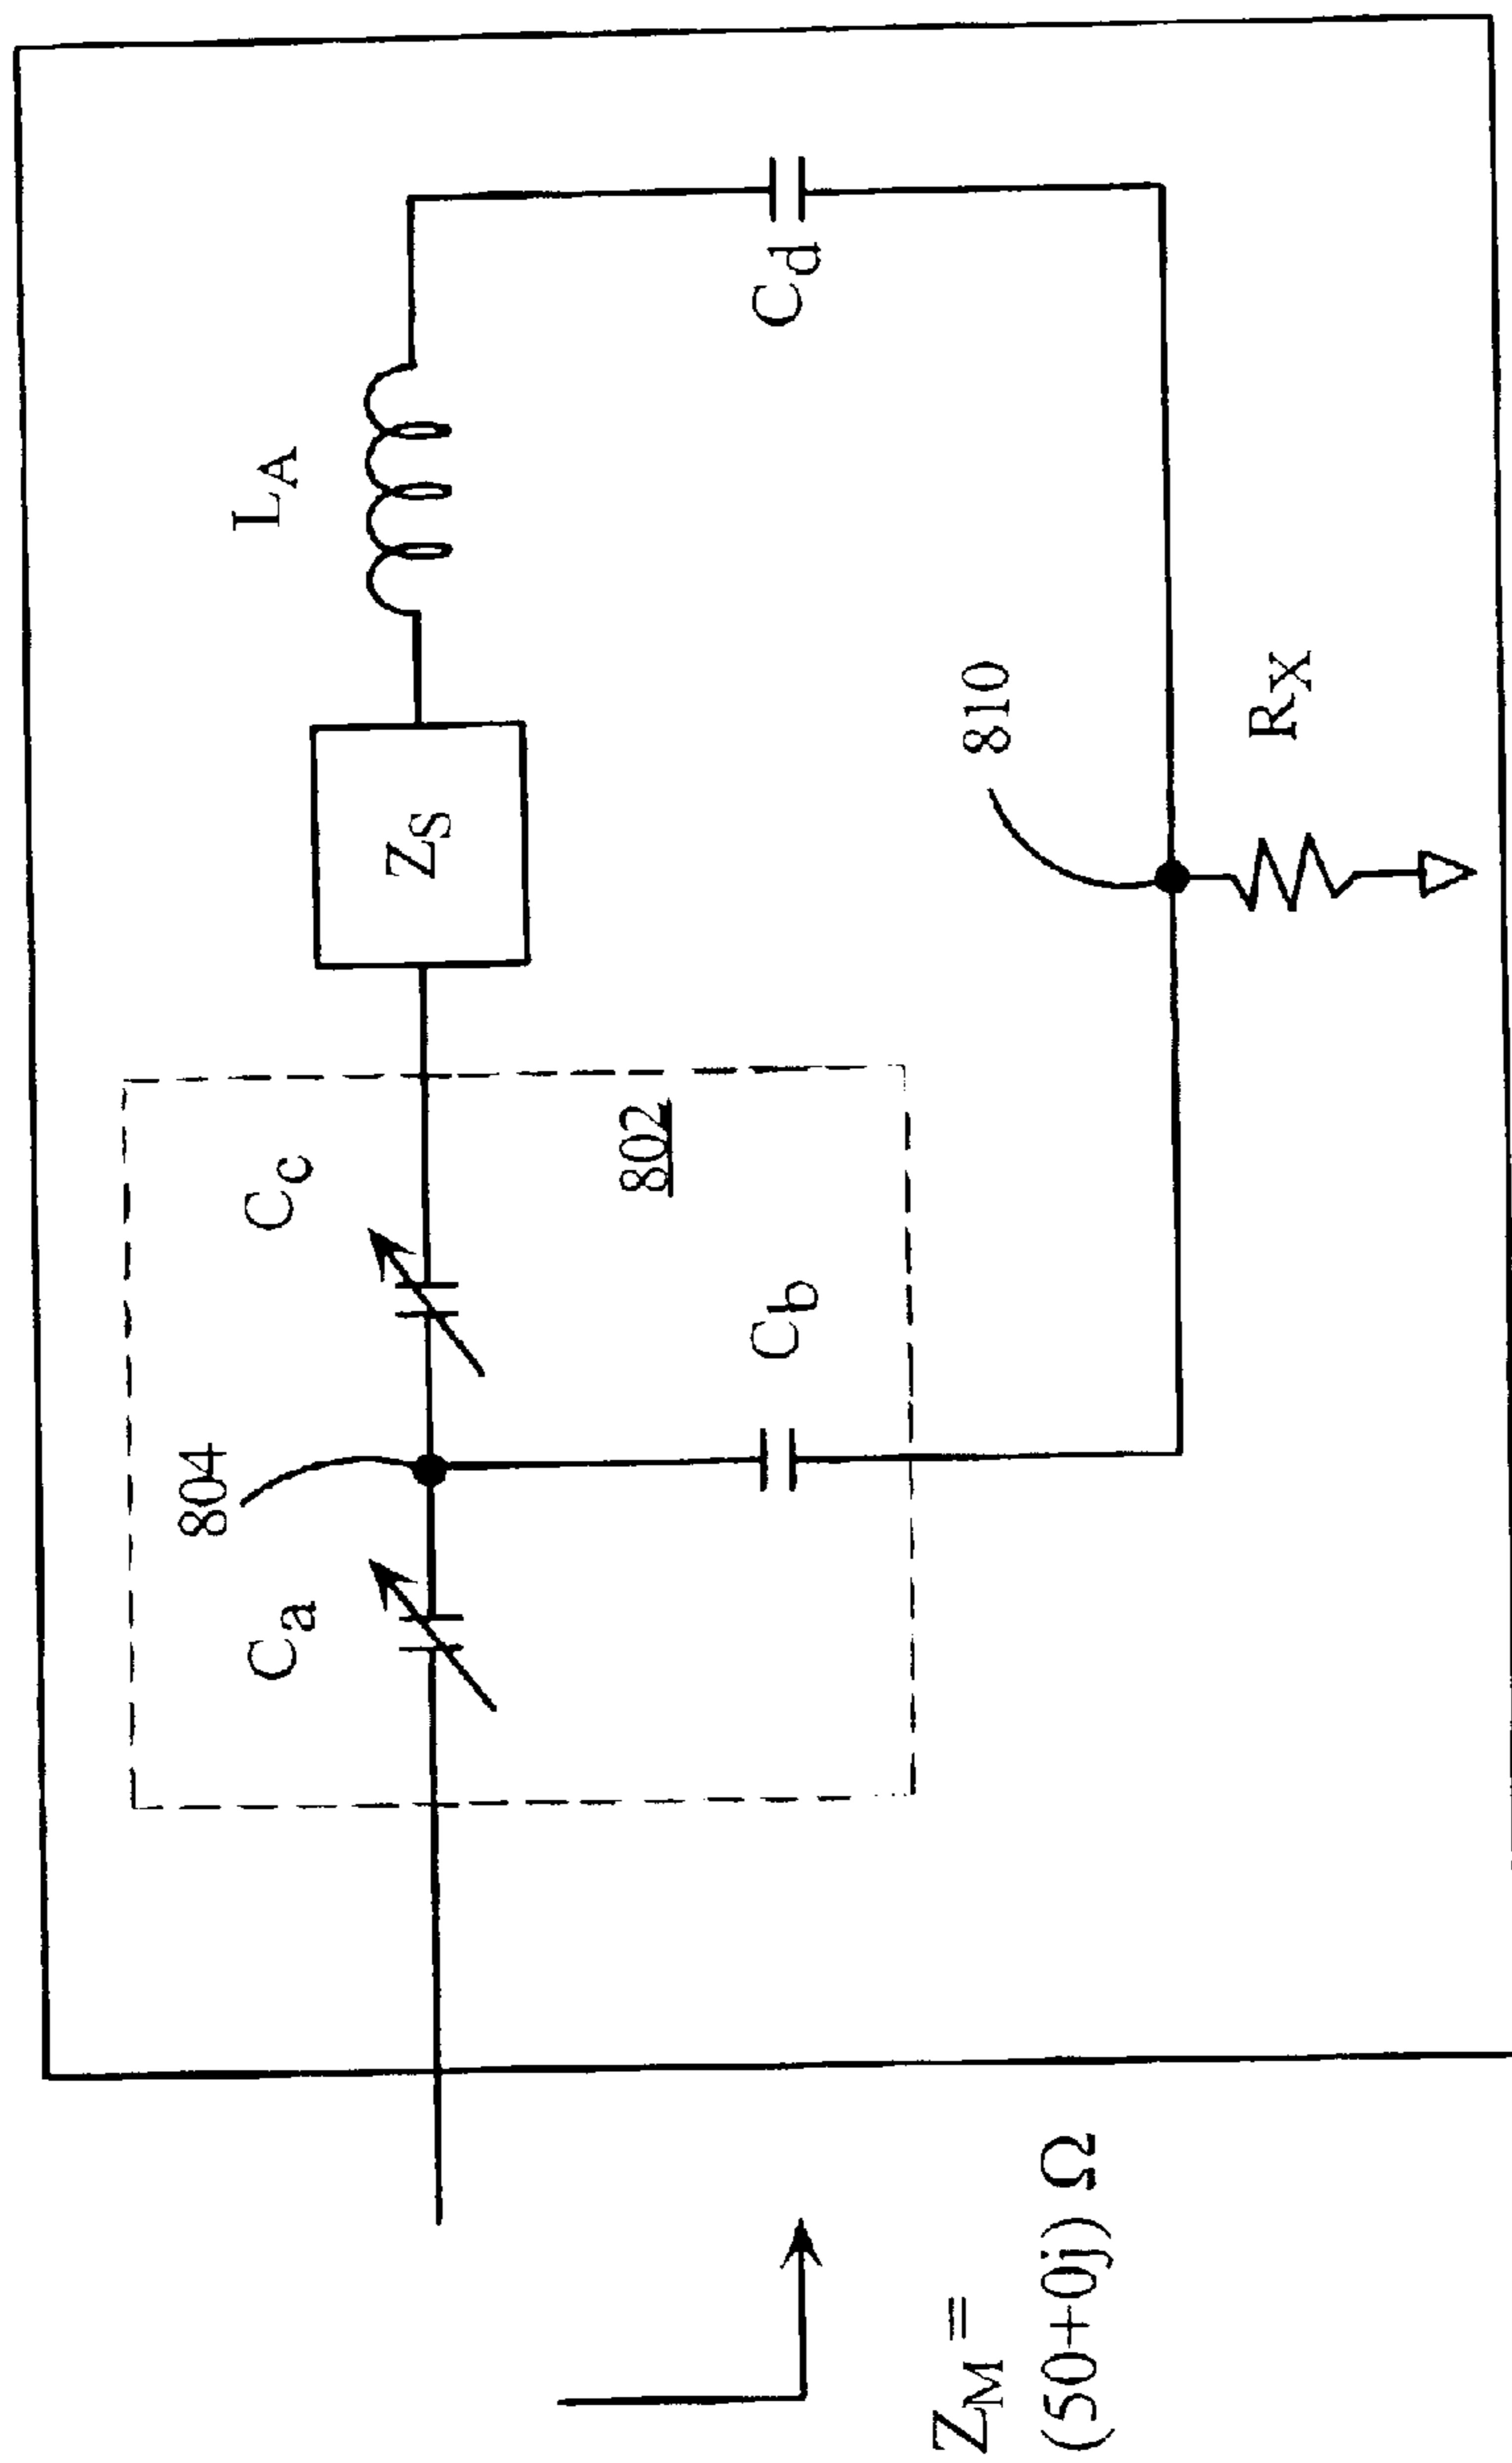 Z_M =
(50+0j) Ω
C_a
804
C_c
C_b
802
Z_S
L_A
C_d
810
R_X